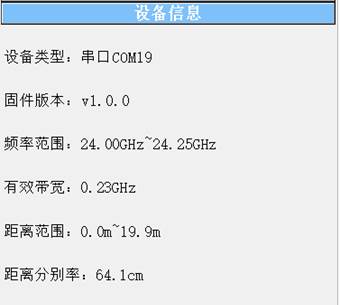 设备信息
设备类型：串口COM19
固件版本：v1.0.0
频率范围：24.00GHz~24.25GHz
有效带宽：0.23GHz
距离范围：0.0m~19.9m
距离分别率：64.1cm